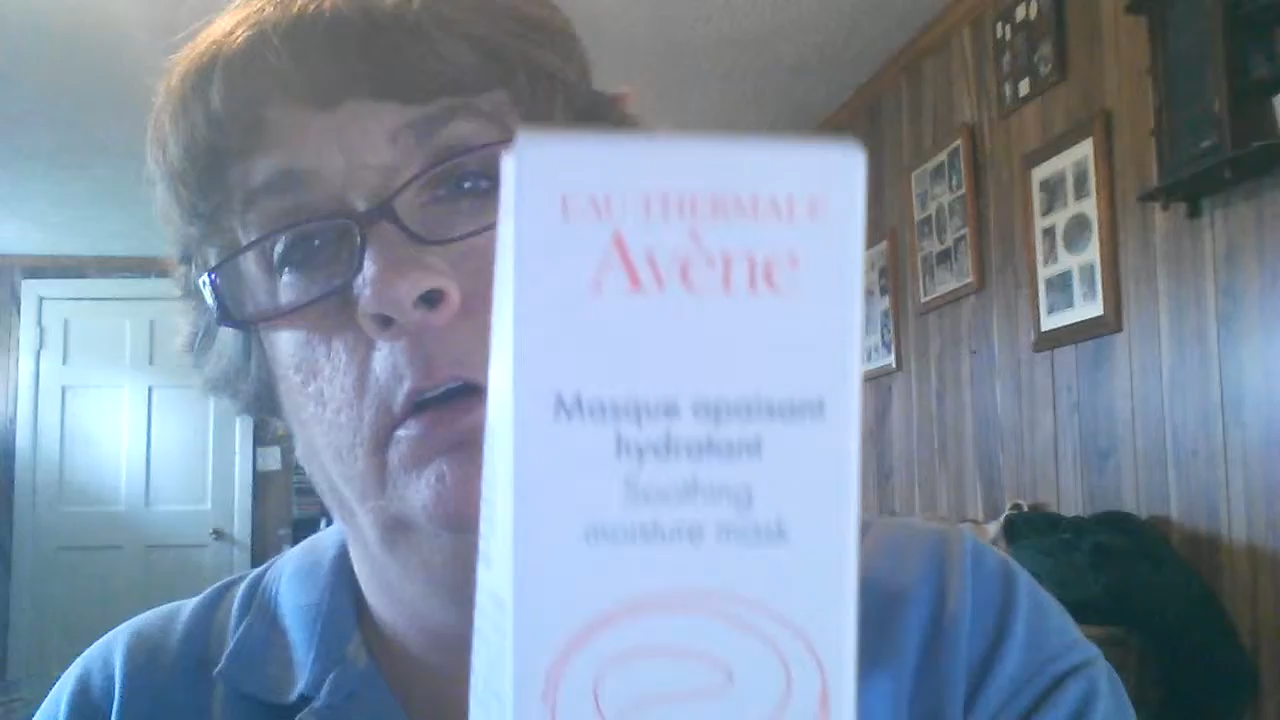 EAU THERMALE
Avène
Masque apaisant
hydratant
Soothing
moisture mask